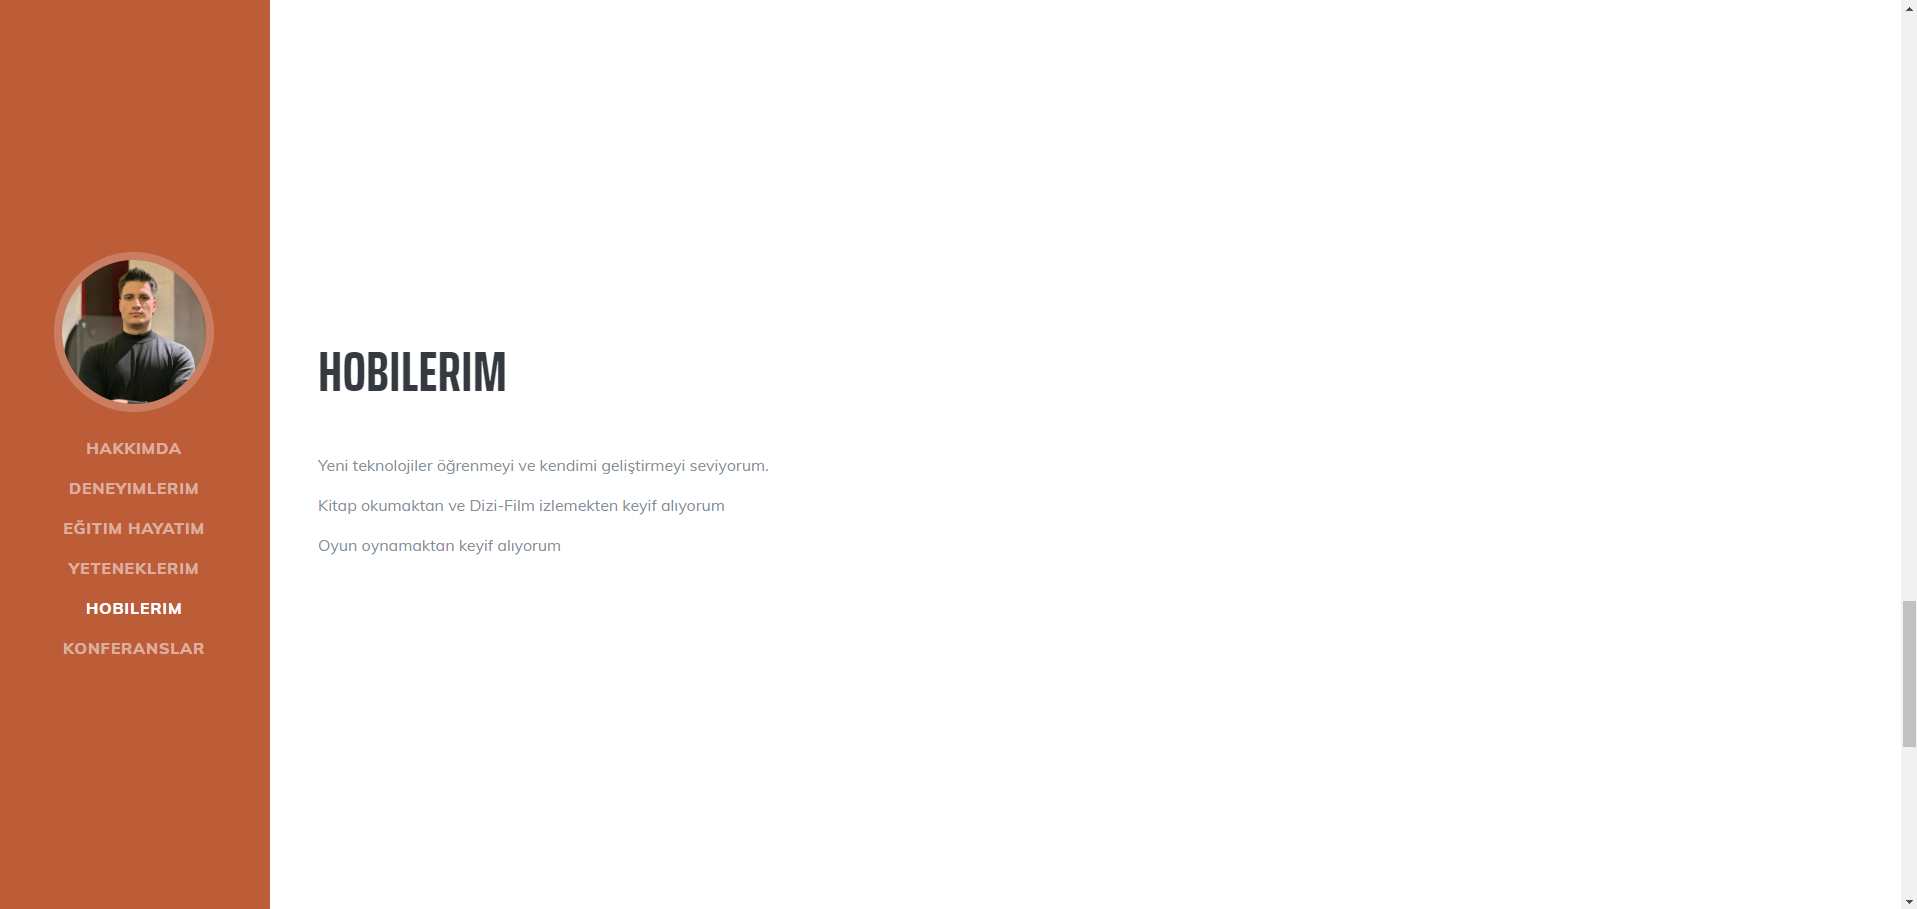 HAKKIMDA
DENEYIMLERIM
EĞITIM HAYATIM
YETENEKLERIM
HOBILERIM
KONFERANSLAR
HOBILERIM
Yeni teknolojiler öğrenmeyi ve kendimi geliştirmeyi seviyorum.
Kitap okumaktan ve Dizi-Film izlemekten keyif alıyorum
Oyun oynamaktan keyif alıyorum